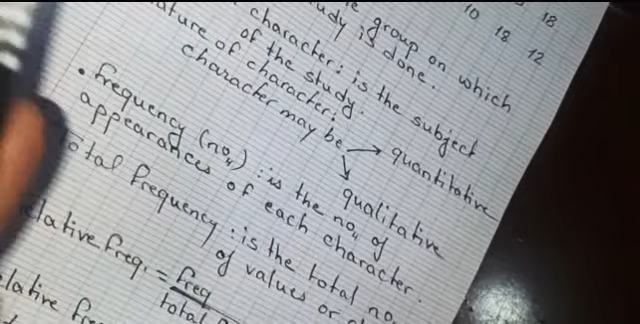 10 18 18
12
group on which
study is done.
character: is the subject
of the study.
nature of character:
character may be → quantitative
↘ qualitative
• frequency (no): is the no of
appearances of each character.
Total frequency: is the total no
of values or
relative freq. = freq
total
relative fre